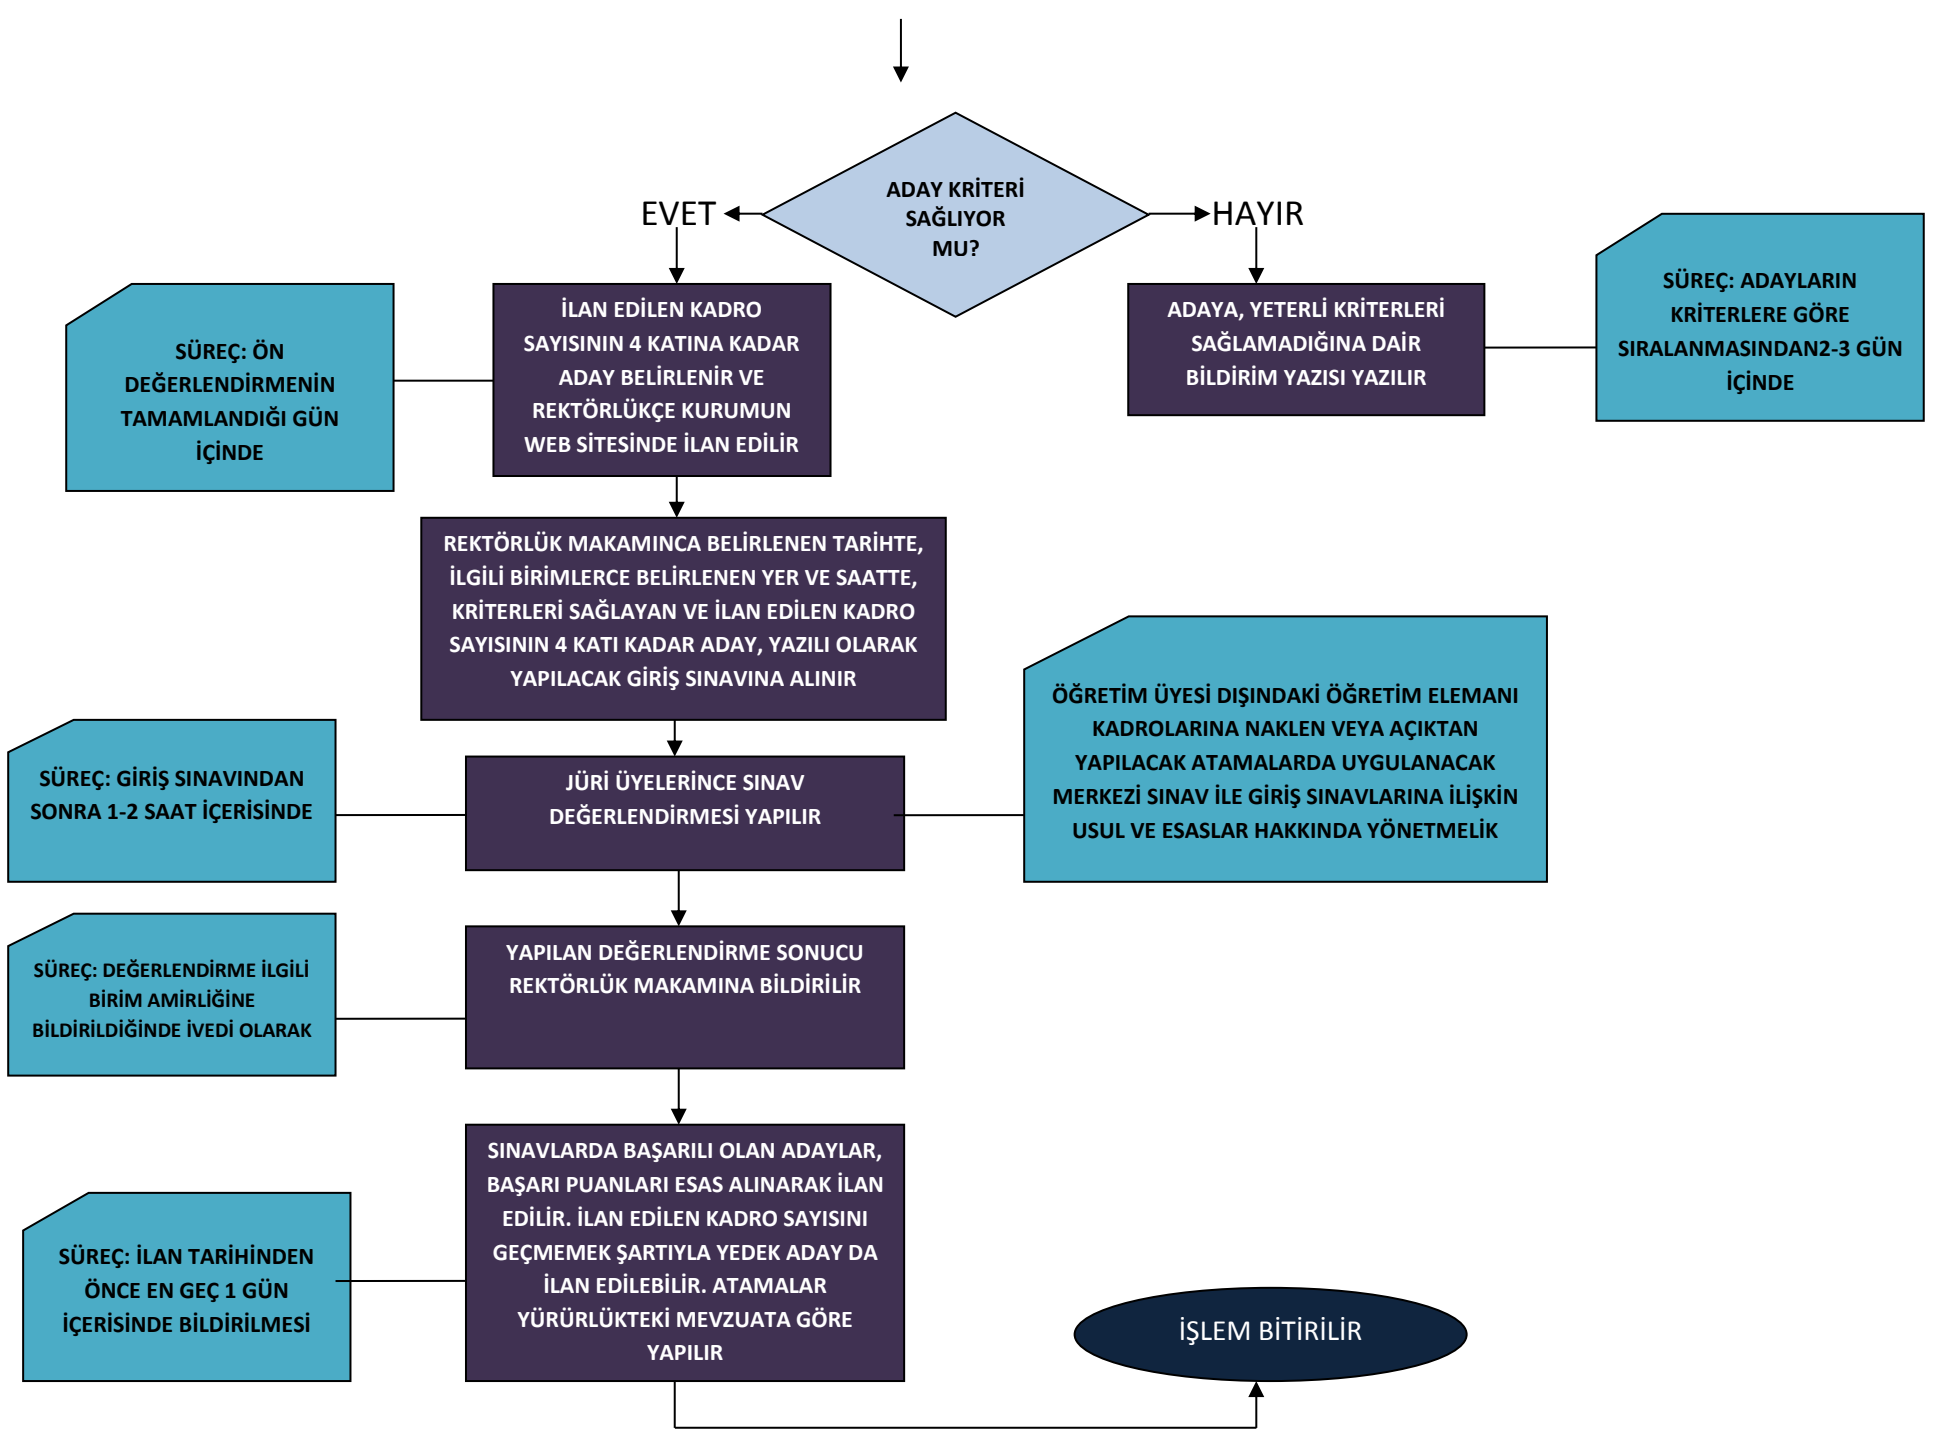 ADAY KRİTERİ
SAĞLIYOR
MU?
EVET
HAYIR
SÜREÇ: ÖN
DEĞERLENDİRMENİN
TAMAMLANDIĞI GÜN
İÇİNDE
İLAN EDİLEN KADRO
SAYISININ 4 KATINA KADAR
ADAY BELİRLENİR VE
REKTÖRLÜKÇE KURUMUN
WEB SİTESİNDE İLAN EDİLİR
ADAYA, YETERLİ KRİTERLERİ
SAĞLAMADIĞINA DAİR
BİLDİRİM YAZISI YAZILIR
SÜREÇ: ADAYLARIN
KRİTERLERE GÖRE
SIRALANMASINDAN2-3 GÜN
İÇİNDE
REKTÖRLÜK MAKAMINCA BELİRLENEN TARİHTE,
İLGİLİ BİRİMLERCE BELİRLENEN YER VE SAATTE,
KRİTERLERİ SAĞLAYAN VE İLAN EDİLEN KADRO
SAYISININ 4 KATI KADAR ADAY, YAZILI OLARAK
YAPILACAK GİRİŞ SINAVINA ALINIR
SÜREÇ: GİRİŞ SINAVINDAN
SONRA 1-2 SAAT İÇERİSİNDE
JÜRİ ÜYELERİNCE SINAV
DEĞERLENDİRMESİ YAPILIR
ÖĞRETİM ÜYESİ DIŞINDAKİ ÖĞRETİM ELEMANI
KADROLARINA NAKLEN VEYA AÇIKTAN
YAPILACAK ATAMALARDA UYGULANACAK
MERKEZİ SINAV İLE GİRİŞ SINAVLARINA İLİŞKİN
USUL VE ESASLAR HAKKINDA YÖNETMELİK
SÜREÇ: DEĞERLENDİRME İLGİLİ
BİRİM AMİRLİĞİNE
BİLDİRİLDİĞİNDE İVEDİ OLARAK
YAPILAN DEĞERLENDİRME SONUCU
REKTÖRLÜK MAKAMINA BİLDİRİLİR
SÜREÇ: İLAN TARİHİNDEN
ÖNCE EN GEÇ 1 GÜN
İÇERİSİNDE BİLDİRİLMESİ
SINAVLARDA BAŞARILI OLAN ADAYLAR,
BAŞARI PUANLARI ESAS ALINARAK İLAN
EDİLİR. İLAN EDİLEN KADRO SAYISINI
GEÇMEMEK ŞARTIYLA YEDEK ADAY DA
İLAN EDİLEBİLİR. ATAMALAR
YÜRÜRLÜKTEKİ MEVZUATA GÖRE
YAPILIR
İŞLEM BİTİRİLİR